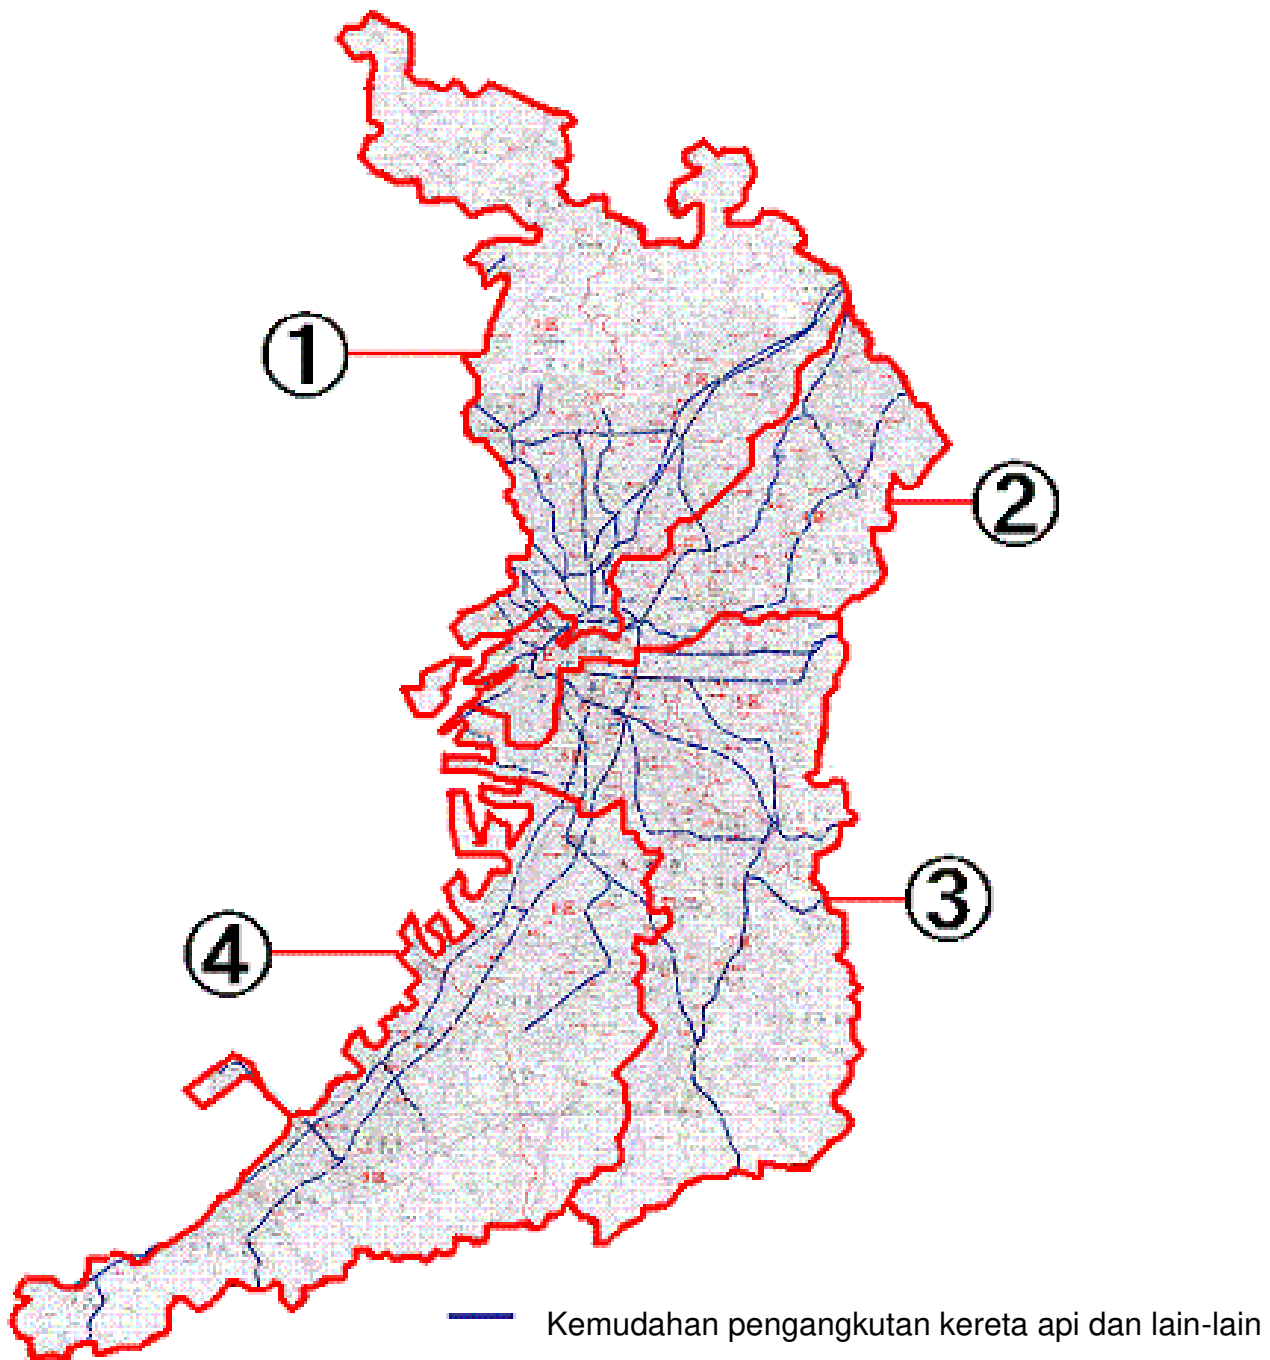 ①
②
③
④
Kemudahan pengangkutan kereta api dan lain-lain